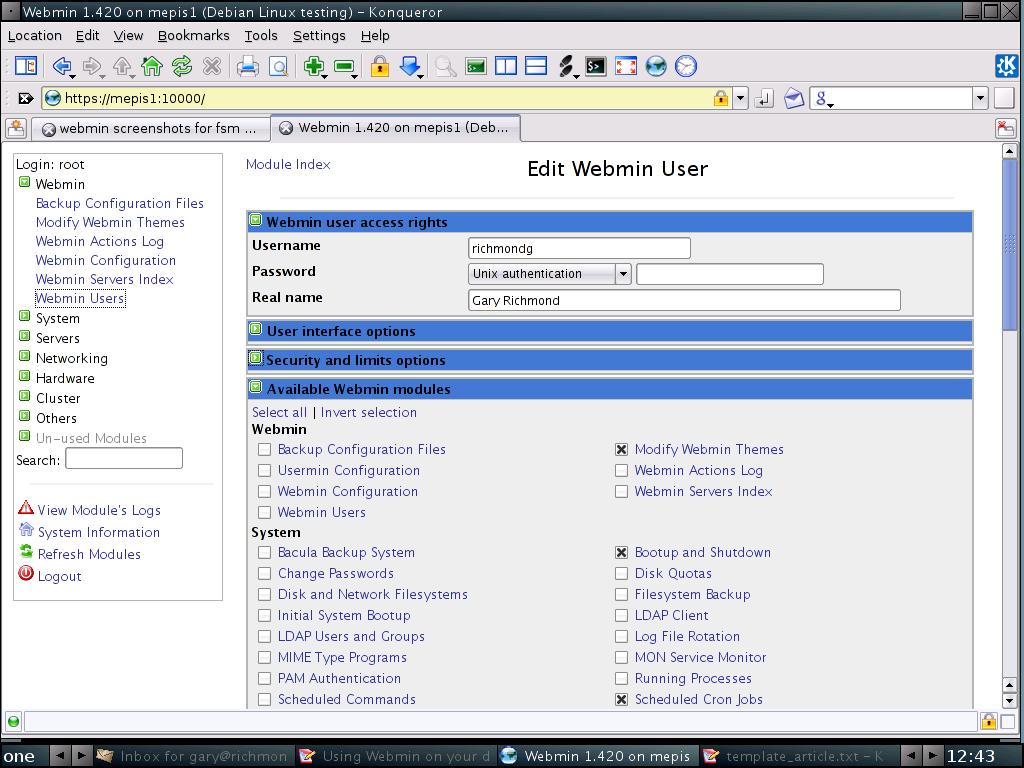 Webmin 1.420 on mepis1 (Debian Linux testing) – Konqueror
Location Edit View Bookmarks Tools Settings Help
https://mepis1:10000/
webmin screenshots for fsm ...
Webmin 1.420 on mepis1 (Deb...
Login: root
Webmin
Backup Configuration Files
Modify Webmin Themes
Webmin Actions Log
Webmin Configuration
Webmin Servers Index
Webmin Users
System
Servers
Networking
Hardware
Cluster
Others
Un-used Modules
Search:
View Module's Logs
System Information
Refresh Modules
Logout
Module Index
Edit Webmin User
Webmin user access rights
Username richmondg
Password Unix authentication
Real name Gary Richmond
User interface options
Security and limits options
Available Webmin modules
Select all | Invert selection
Webmin
Backup Configuration Files Modify Webmin Themes
Usermin Configuration Webmin Actions Log
Webmin Configuration Webmin Servers Index
Webmin Users
System
Bacula Backup System Bootup and Shutdown
Change Passwords Disk Quotas
Disk and Network Filesystems Filesystem Backup
Initial System Bootup LDAP Client
LDAP Users and Groups Log File Rotation
MIME Type Programs MON Service Monitor
PAM Authentication Running Processes
Scheduled Commands Scheduled Cron Jobs
one Inbox for gary@richmon Using Webmin on your d Webmin 1.420 on mepis template_article.txt – K 12:43